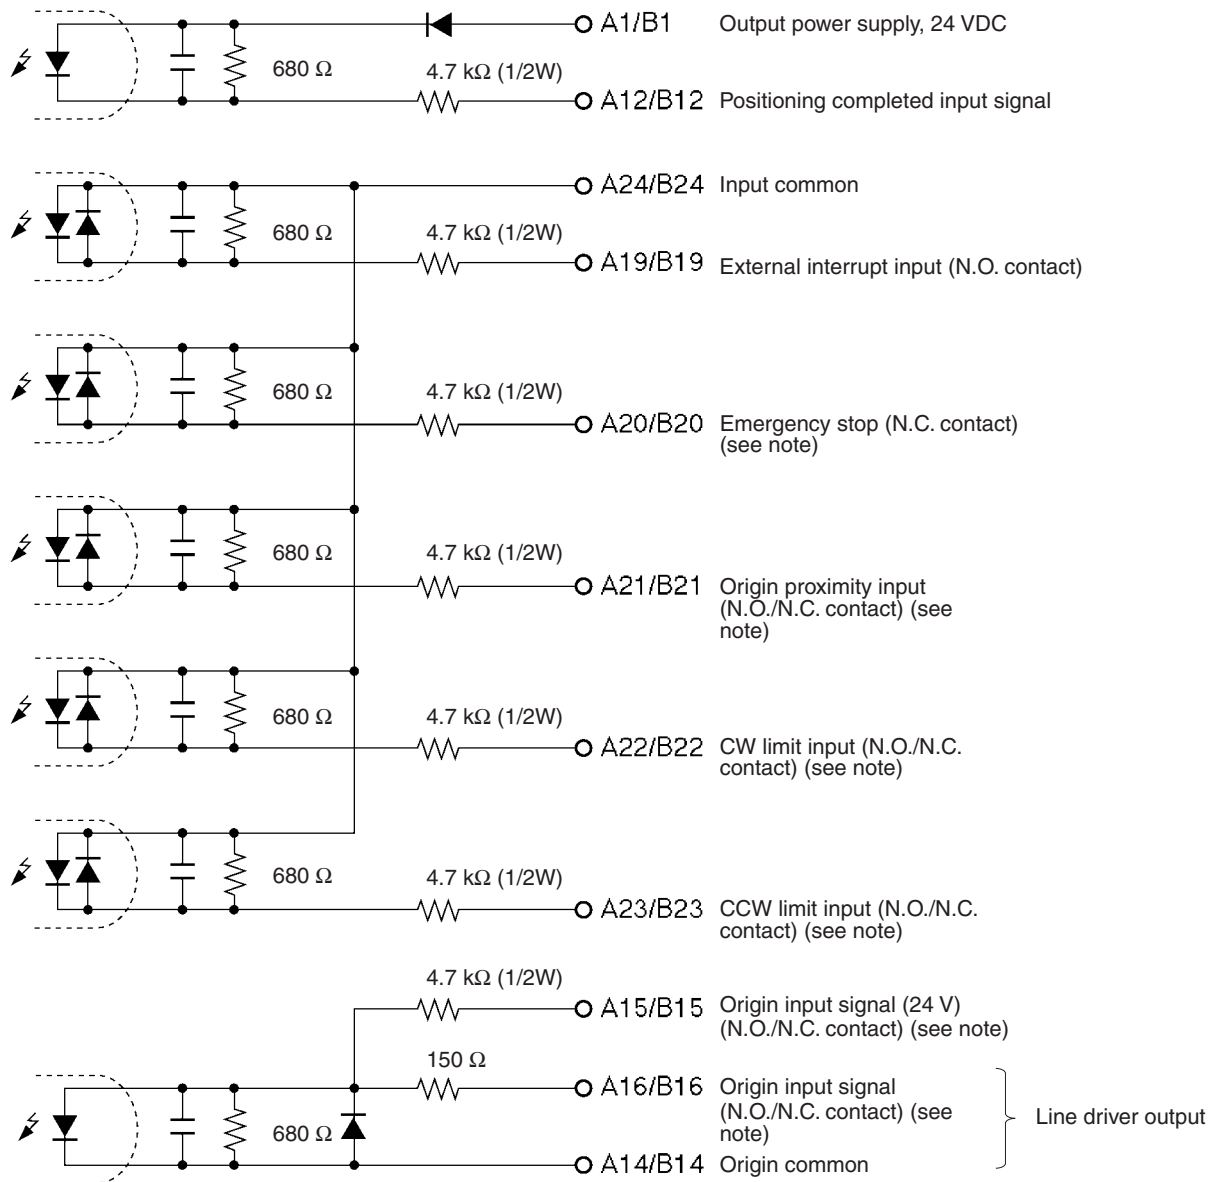 A1/B1 Output power supply, 24 VDC
680 Ω 4.7 kΩ (1/2W)
A12/B12 Positioning completed input signal
A24/B24 Input common
680 Ω 4.7 kΩ (1/2W)
A19/B19 External interrupt input (N.O. contact)
680 Ω 4.7 kΩ (1/2W)
A20/B20 Emergency stop (N.C. contact)
(see note)
680 Ω 4.7 kΩ (1/2W)
A21/B21 Origin proximity input
(N.O./N.C. contact) (see
note)
680 Ω 4.7 kΩ (1/2W)
A22/B22 CW limit input (N.O./N.C.
contact) (see note)
680 Ω 4.7 kΩ (1/2W)
A23/B23 CCW limit input (N.O./N.C.
contact) (see note)
4.7 kΩ (1/2W)
A15/B15 Origin input signal (24 V)
(N.O./N.C. contact) (see note)
150 Ω
A16/B16 Origin input signal
(N.O./N.C. contact) (see
note)
Line driver output
680 Ω
A14/B14 Origin common